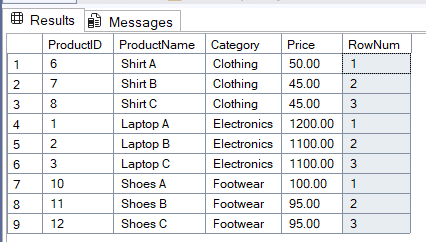 Results Messages
ProductID ProductName Category Price RowNum
1 6 Shirt A Clothing 50.00 1
2 7 Shirt B Clothing 45.00 2
3 8 Shirt C Clothing 45.00 3
4 1 Laptop A Electronics 1200.00 1
5 2 Laptop B Electronics 1100.00 2
6 3 Laptop C Electronics 1100.00 3
7 10 Shoes A Footwear 100.00 1
8 11 Shoes B Footwear 95.00 2
9 12 Shoes C Footwear 95.00 3